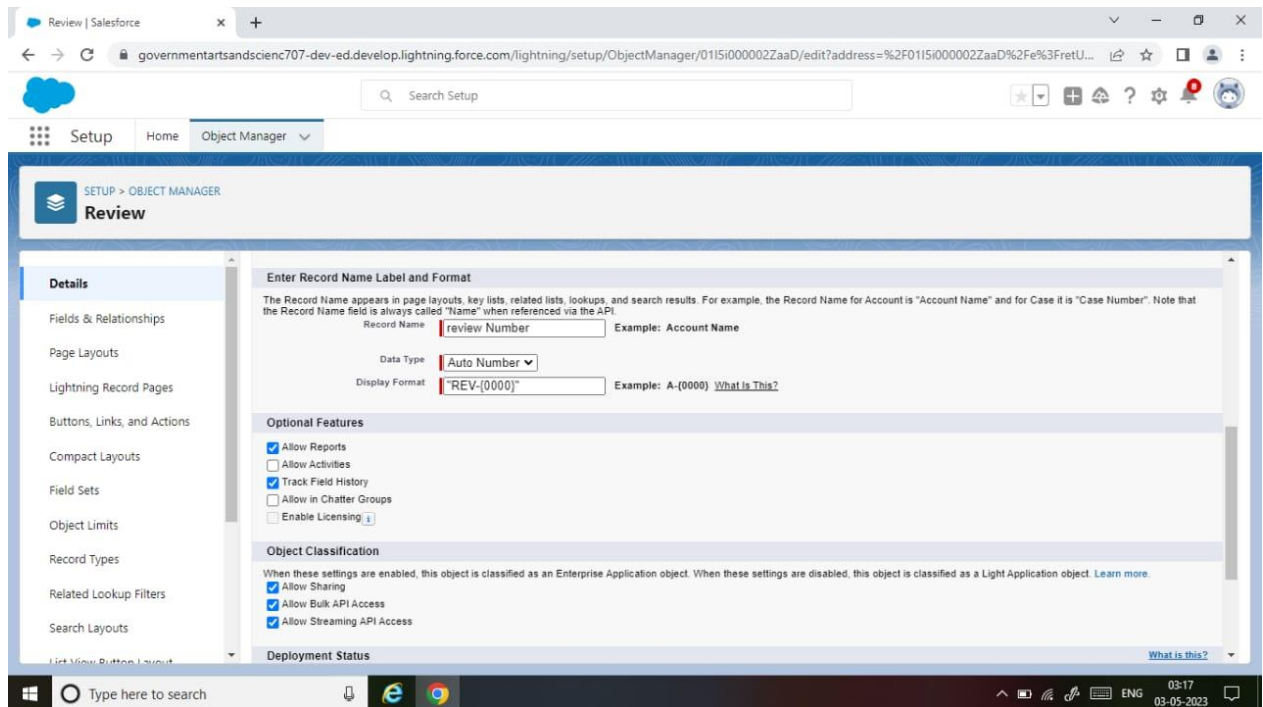 Review | Salesforce
governmentartsandscienc707-dev-ed.develop.lightning.force.com/lightning/setup/ObjectManager/01I5i000002ZaaD/edit?address=%2F01I5i000002ZaaD%2Fe%3FretU...
Search Setup
Setup Home Object Manager
SETUP > OBJECT MANAGER
Review
Details
Fields & Relationships
Page Layouts
Lightning Record Pages
Buttons, Links, and Actions
Compact Layouts
Field Sets
Object Limits
Record Types
Related Lookup Filters
Search Layouts
List View Button Layout
Enter Record Name Label and Format
The Record Name appears in page layouts, key lists, related lists, lookups, and search results. For example, the Record Name for Account is "Account Name" and for Case it is "Case Number". Note that
the Record Name field is always called "Name" when referenced via the API.
Record Name review Number Example: Account Name
Data Type Auto Number
Display Format "REV-{0000}" Example: A-{0000} What Is This?
Optional Features
Allow Reports
Allow Activities
Track Field History
Allow in Chatter Groups
Enable Licensing i
Object Classification
When these settings are enabled, this object is classified as an Enterprise Application object. When these settings are disabled, this object is classified as a Light Application object. Learn more.
Allow Sharing
Allow Bulk API Access
Allow Streaming API Access
Deployment Status What is this?
Type here to search
ENG
03:17
03-05-2023